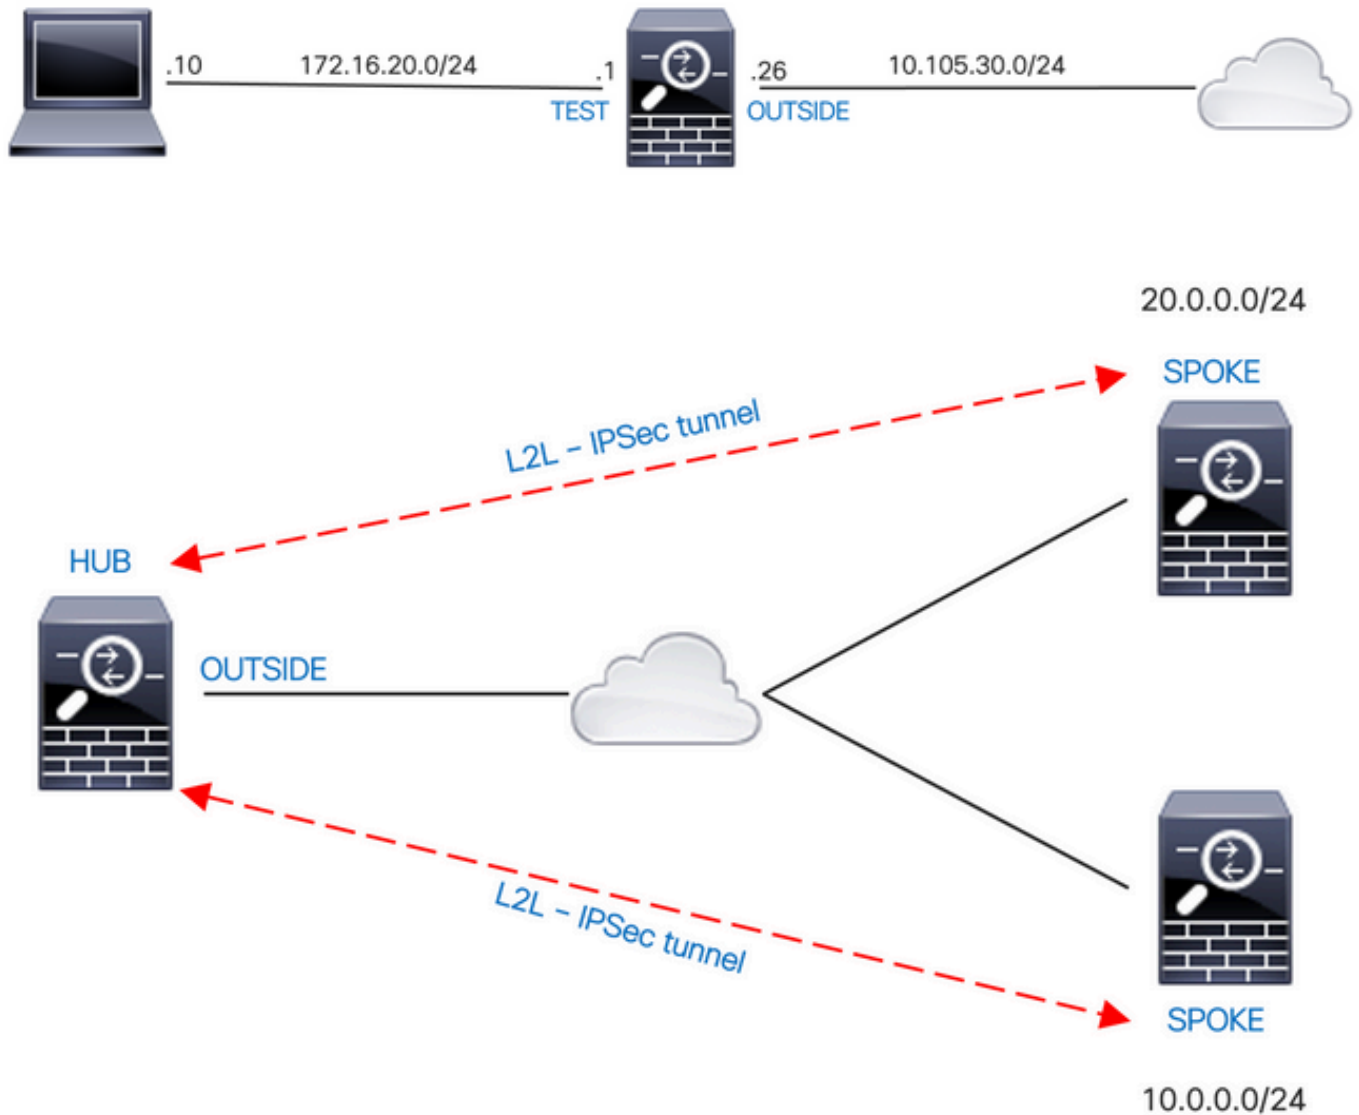 .10
172.16.20.0/24
.1
.26
10.105.30.0/24
TEST
OUTSIDE
20.0.0.0/24
SPOKE
L2L – IPSec tunnel
HUB
OUTSIDE
L2L – IPSec tunnel
SPOKE
10.0.0.0/24